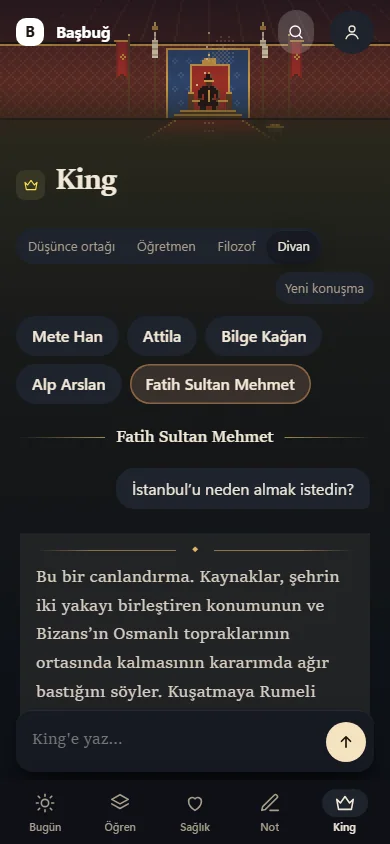 B Başbuğ
King
Düşünce ortağı Öğretmen Filozof Divan
Yeni konuşma
Mete Han Attila Bilge Kağan
Alp Arslan Fatih Sultan Mehmet
Fatih Sultan Mehmet
İstanbul'u neden almak istedin?
Bu bir canlandırma. Kaynaklar, şehrin
iki yakayı birleştiren konumunun ve
Bizans’ın Osmanlı topraklarının
ortasında kalmasının kararımda ağır
bastığını söyler. Kuşatmaya Rumeli
King'e yaz...
Bugün Öğren Sağlık Not King